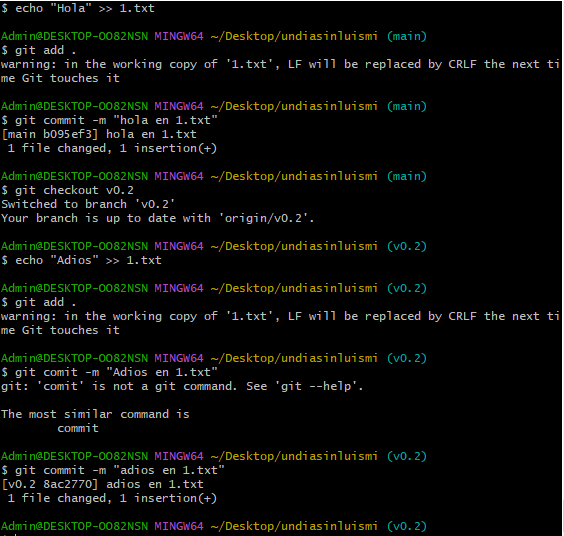 $ echo "Hola" >> 1.txt
Admin@DESKTOP-OO82NSN MINGW64 ~/Desktop/undiasinluismi (main)
$ git add .
warning: in the working copy of '1.txt', LF will be replaced by CRLF the next ti
me Git touches it
Admin@DESKTOP-OO82NSN MINGW64 ~/Desktop/undiasinluismi (main)
$ git commit -m "hola en 1.txt"
[main b095ef3] hola en 1.txt
 1 file changed, 1 insertion(+)
Admin@DESKTOP-OO82NSN MINGW64 ~/Desktop/undiasinluismi (main)
$ git checkout v0.2
Switched to branch 'v0.2'
Your branch is up to date with 'origin/v0.2'.
Admin@DESKTOP-OO82NSN MINGW64 ~/Desktop/undiasinluismi (v0.2)
$ echo "Adios" >> 1.txt
Admin@DESKTOP-OO82NSN MINGW64 ~/Desktop/undiasinluismi (v0.2)
$ git add .
warning: in the working copy of '1.txt', LF will be replaced by CRLF the next ti
me Git touches it
Admin@DESKTOP-OO82NSN MINGW64 ~/Desktop/undiasinluismi (v0.2)
$ git comit -m "Adios en 1.txt"
git: 'comit' is not a git command. See 'git --help'.
The most similar command is
        commit
Admin@DESKTOP-OO82NSN MINGW64 ~/Desktop/undiasinluismi (v0.2)
$ git commit -m "adios en 1.txt"
[v0.2 8ac2770] adios en 1.txt
 1 file changed, 1 insertion(+)
Admin@DESKTOP-OO82NSN MINGW64 ~/Desktop/undiasinluismi (v0.2)